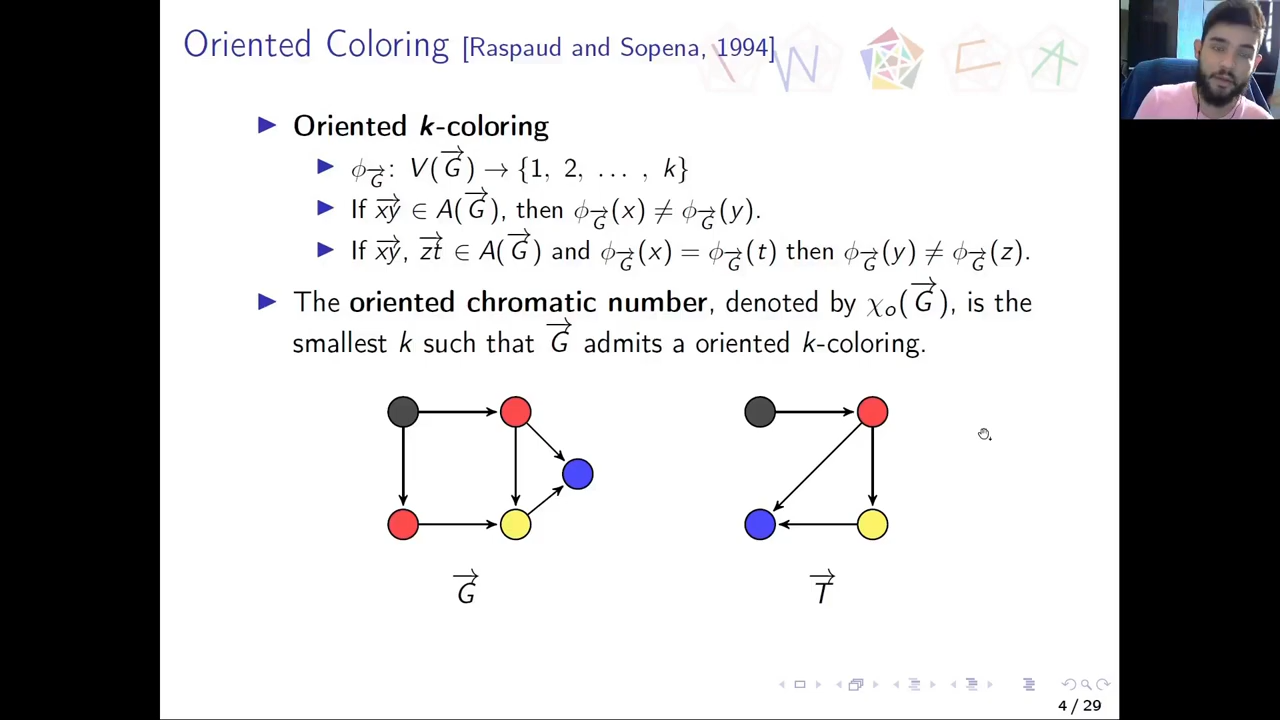 Oriented Coloring [Raspaud and Sopena, 1994]
Oriented k-coloring
ϕ_G⃗ : V(G⃗) → {1, 2, … , k}
If x⃗y⃗ ∈ A(G⃗), then ϕ_G⃗(x) ≠ ϕ_G⃗(y).
If x⃗y⃗, z⃗t⃗ ∈ A(G⃗) and ϕ_G⃗(x) = ϕ_G⃗(t) then ϕ_G⃗(y) ≠ ϕ_G⃗(z).
The oriented chromatic number, denoted by χₒ(G⃗), is the
smallest k such that G⃗ admits a oriented k-coloring.
G⃗
T⃗
4 / 29